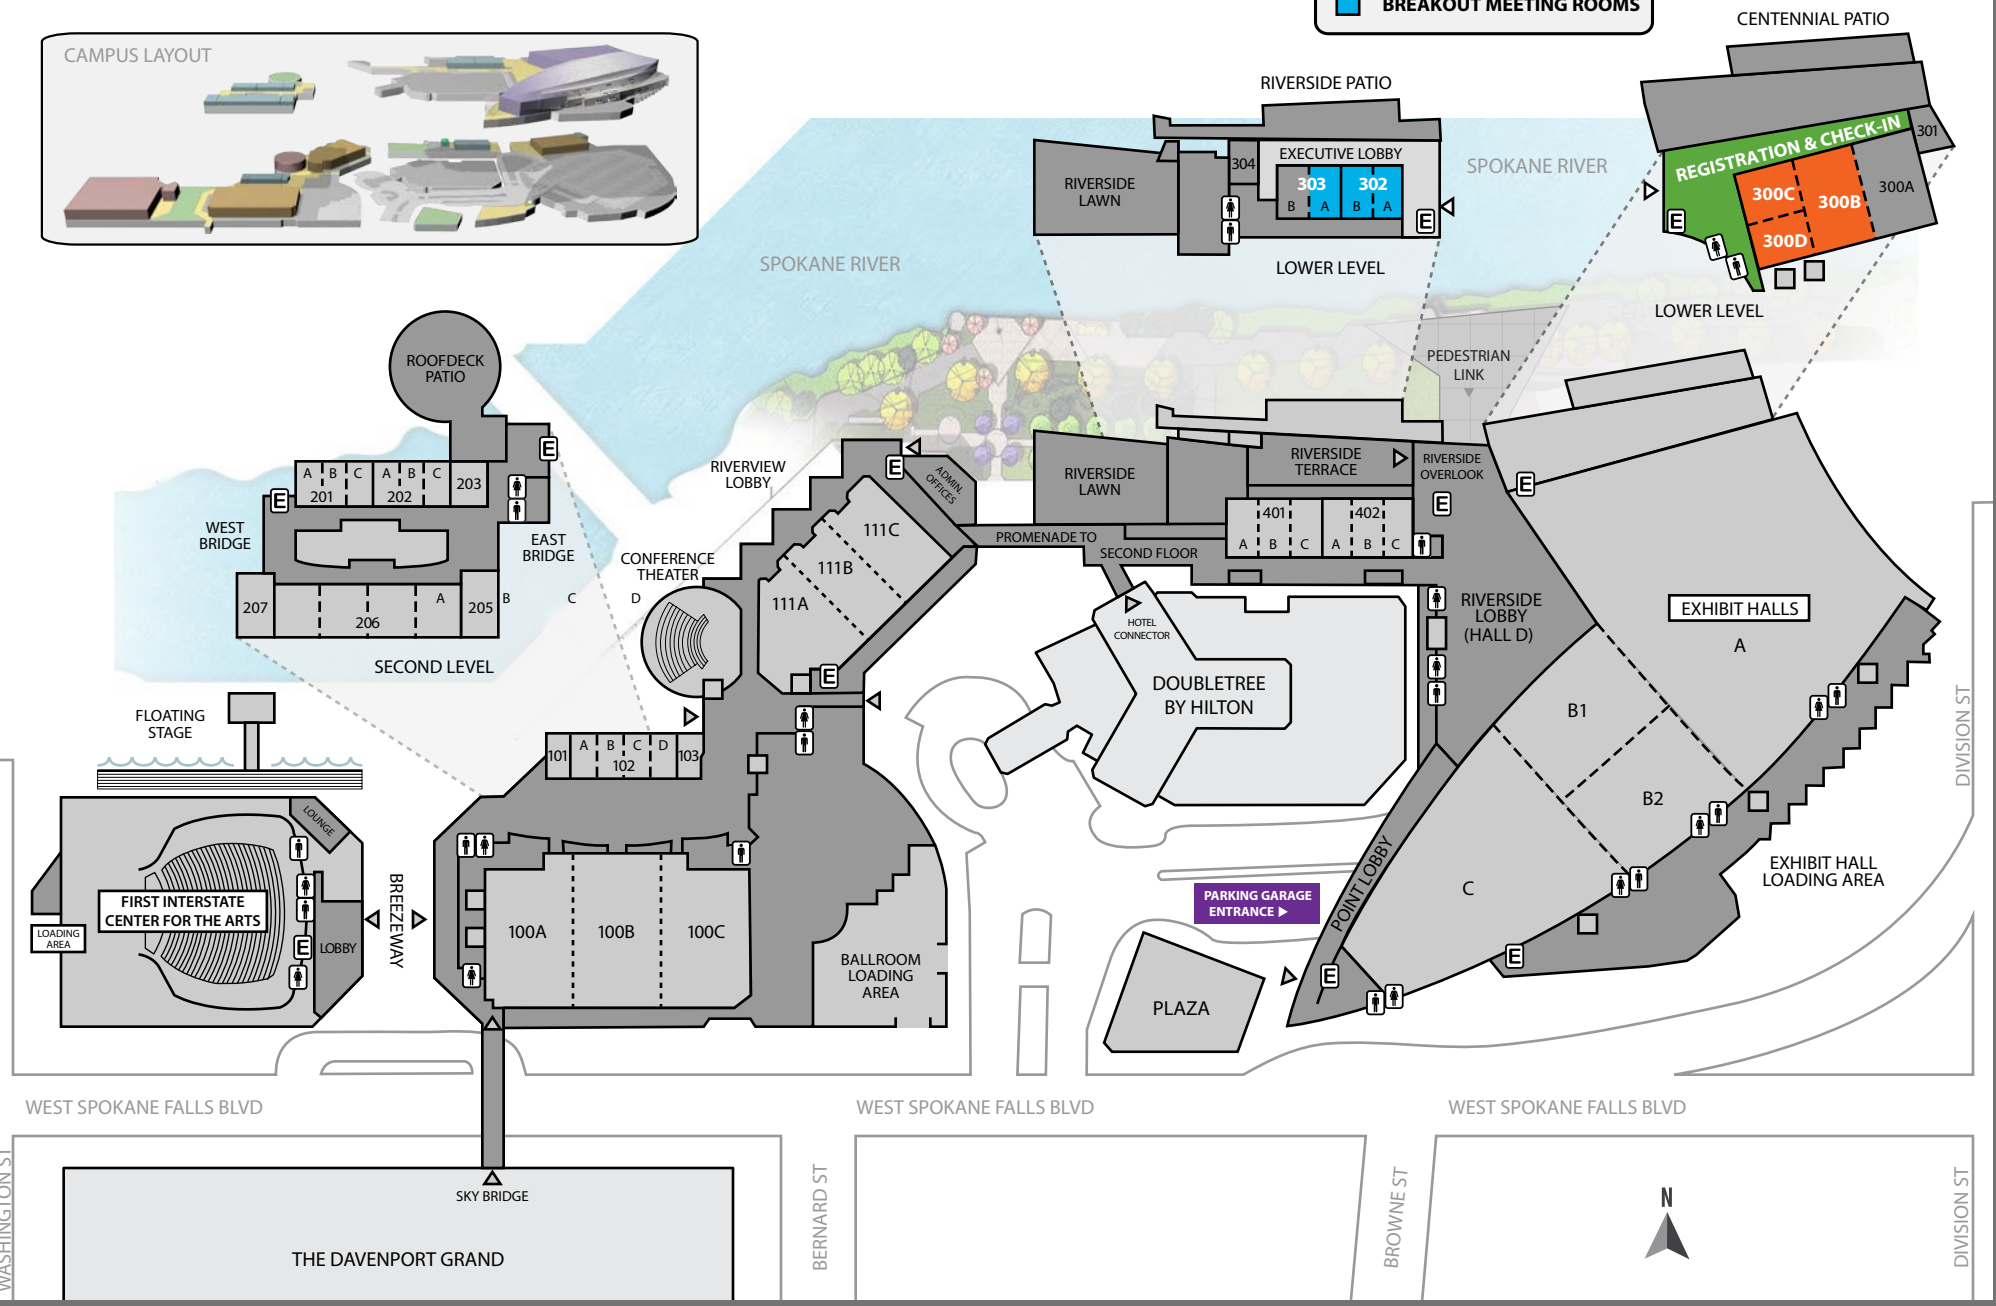 BREAKOUT MEETING ROOMS
CENTENNIAL PATIO
CAMPUS LAYOUT
RIVERSIDE PATIO
301
REGISTRATION & CHECK-IN
304
EXECUTIVE LOBBY
SPOKANE RIVER
RIVERSIDE
LAWN
303
302
B
A
B
A
E
300C
300B
300A
E
300D
SPOKANE RIVER
LOWER LEVEL
LOWER LEVEL
ROOFDECK
PATIO
PEDESTRIAN
LINK
E
A
B
C
A
B
C
201
202
203
E
WEST
BRIDGE
EAST
BRIDGE
207
A
B
C
D
205
206
SECOND LEVEL
RIVERVIEW
LOBBY
E
ADMIN.
OFFICES
RIVERSIDE
LAWN
RIVERSIDE
TERRACE
RIVERSIDE
OVERLOOK
E
E
111C
111B
111A
E
CONFERENCE
THEATER
PROMENADE TO
SECOND FLOOR
401
402
A
B
C
A
B
C
HOTEL
CONNECTOR
RIVERSIDE
LOBBY
(HALL D)
EXHIBIT HALLS
A
DOUBLETREE
BY HILTON
B1
B2
C
FLOATING
STAGE
101
A
B
C
D
102
103
DIVISION ST
LOUNGE
FIRST INTERSTATE
CENTER FOR THE ARTS
LOADING
AREA
E
LOBBY
BREEZEWAY
100A
100B
100C
BALLROOM
LOADING
AREA
PARKING GARAGE
ENTRANCE
POINT LOBBY
E
E
EXHIBIT HALL
LOADING AREA
PLAZA
WEST SPOKANE FALLS BLVD
WEST SPOKANE FALLS BLVD
WEST SPOKANE FALLS BLVD
WASHINGTON ST
SKY BRIDGE
THE DAVENPORT GRAND
BERNARD ST
BROWNE ST
N
DIVISION ST